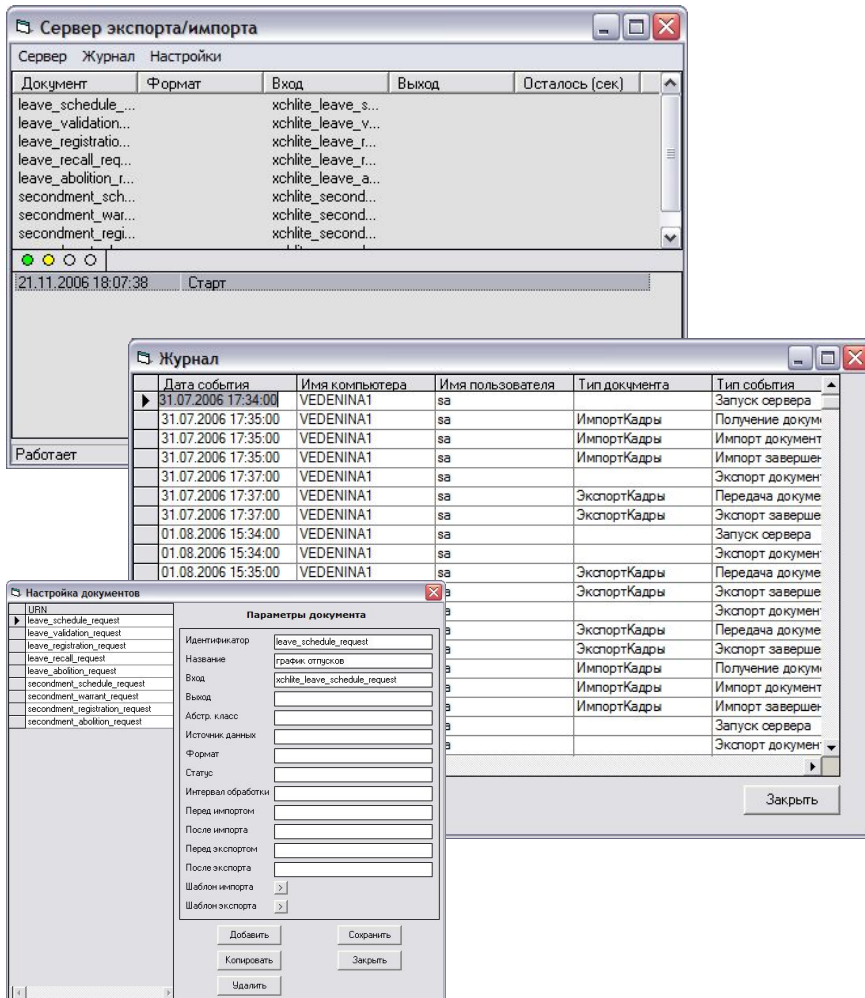 Сервер экспорта/импорта
Сервер Журнал Настройки
Документ Формат Вход Выход Осталось (сек)
leave_schedule_... xchlite_leave_s...
leave_validation... xchlite_leave_v...
leave_registratio... xchlite_leave_r...
leave_recall_req... xchlite_leave_r...
leave_abolition_r... xchlite_leave_a...
secondment_sch... xchlite_second...
secondment_war... xchlite_second...
secondment_regi... xchlite_second...
21.11.2006 18:07:38 Старт
Работает
Журнал
Дата события Имя компьютера Имя пользователя Тип документа Тип события
31.07.2006 17:34:00 VEDENINA1 sa Запуск сервера
31.07.2006 17:35:00 VEDENINA1 sa ИмпортКадры Получение докум
31.07.2006 17:35:00 VEDENINA1 sa ИмпортКадры Импорт документ
31.07.2006 17:35:00 VEDENINA1 sa ИмпортКадры Импорт завершен
31.07.2006 17:37:00 VEDENINA1 sa Экспорт документ
31.07.2006 17:37:00 VEDENINA1 sa ЭкспортКадры Передача докуме
31.07.2006 17:37:00 VEDENINA1 sa ЭкспортКадры Экспорт заверше
01.08.2006 15:34:00 VEDENINA1 sa Запуск сервера
01.08.2006 15:34:00 VEDENINA1 sa Экспорт документ
01.08.2006 15:35:00 VEDENINA1 sa ЭкспортКадры Передача докуме
a ЭкспортКадры Экспорт заверше
a Экспорт документ
a ЭкспортКадры Передача докуме
a ЭкспортКадры Экспорт заверше
a ИмпортКадры Получение докум
a ИмпортКадры Импорт документ
a ИмпортКадры Импорт завершен
a Запуск сервера
a Экспорт документ
Закрыть
Настройка документов
URN
leave_schedule_request
leave_validation_request
leave_registration_request
leave_recall_request
leave_abolition_request
secondment_schedule_request
secondment_warrant_request
secondment_registration_request
secondment_abolition_request
Параметры документа
Идентификатор leave_schedule_request
Название график отпусков
Вход xchlite_leave_schedule_request
Выход
Абстр. класс
Источник данных
Формат
Статус
Интервал обработки
Перед импортом
После импорта
Перед экспортом
После экспорта
Шаблон импорта >
Шаблон экспорта >
Добавить Сохранить
Копировать Закрыть
Удалить